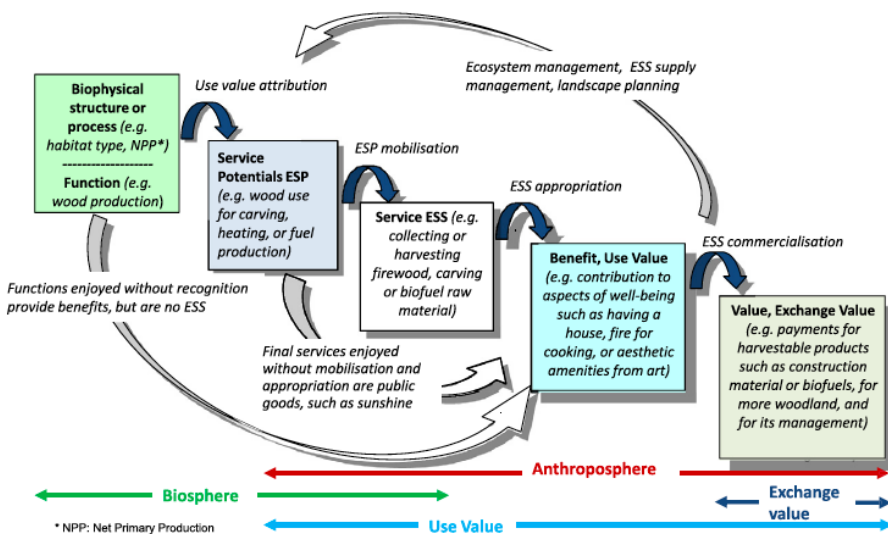 Ecosystem management, ESS supply
management, landscape planning
Use value attribution
Biophysical
structure or
process (e.g.
habitat type, NPP*)
--------------------
Function (e.g.
wood production)
ESP mobilisation
Service
Potentials ESP
(e.g. wood use
for carving,
heating, or fuel
production)
ESS appropriation
Service ESS (e.g.
collecting or
harvesting
firewood, carving
or biofuel raw
material)
ESS commercialisation
Benefit, Use Value
(e.g. contribution to
aspects of well-being
such as having a
house, fire for
cooking, or aesthetic
amenities from art)
Functions enjoyed without recognition
provide benefits, but are no ESS
Value, Exchange Value
(e.g. payments for
harvestable products
such as construction
material or biofuels, for
more woodland, and
for its management)
Final services enjoyed
without mobilisation and
appropriation are public
goods, such as sunshine
Anthroposphere
Biosphere
Exchange
value
* NPP: Net Primary Production
Use Value